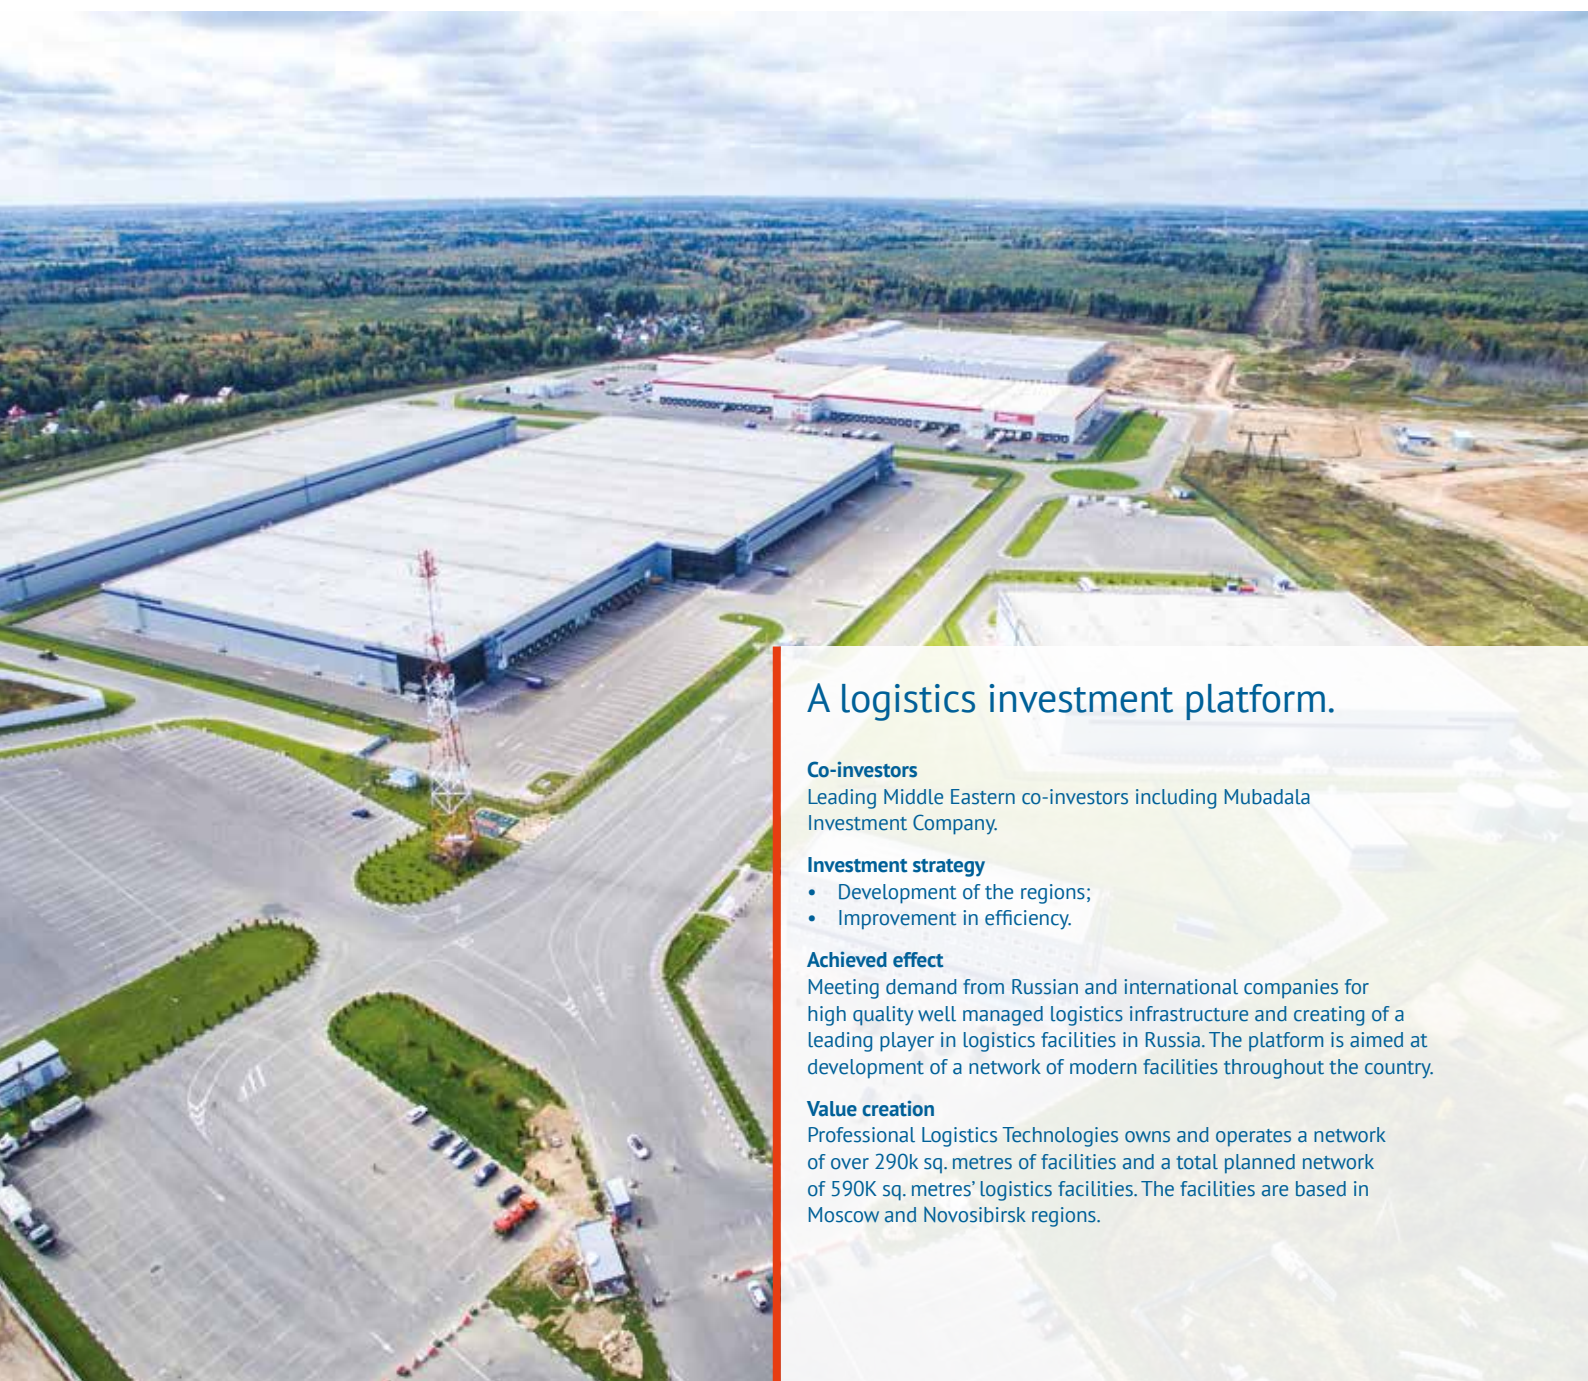 A logistics investment platform.
Co-investors
Leading Middle Eastern co-investors including Mubadala
Investment Company.
Investment strategy
• Development of the regions;
• Improvement in efficiency.
Achieved effect
Meeting demand from Russian and international companies for
high quality well managed logistics infrastructure and creating of a
leading player in logistics facilities in Russia. The platform is aimed at
development of a network of modern facilities throughout the country.
Value creation
Professional Logistics Technologies owns and operates a network
of over 290k sq. metres of facilities and a total planned network
of 590K sq. metres’ logistics facilities. The facilities are based in
Moscow and Novosibirsk regions.